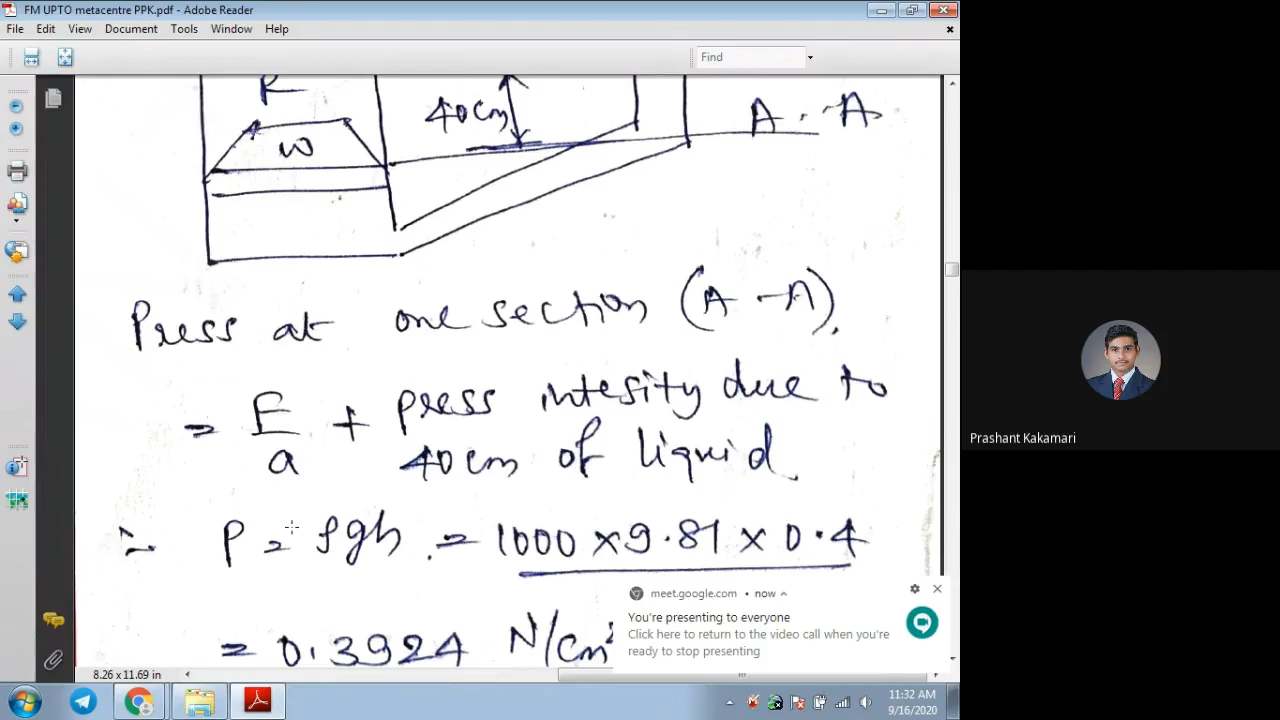 FM UPTO metacentre PPK.pdf - Adobe Reader
File Edit View Document Tools Window Help
Find
F
40cm
A - A
W
Press at one section (A - A).
= F/a + press intesity due to
40cm of liquid
∴ P = ρgh = 1000 × 9.81 × 0.4
= 0.3924 N/cm²
Prashant Kakamari
meet.google.com • now
You're presenting to everyone
Click here to return to the video call when you're
ready to stop presenting
8.26 x 11.69 in
11:32 AM
9/16/2020